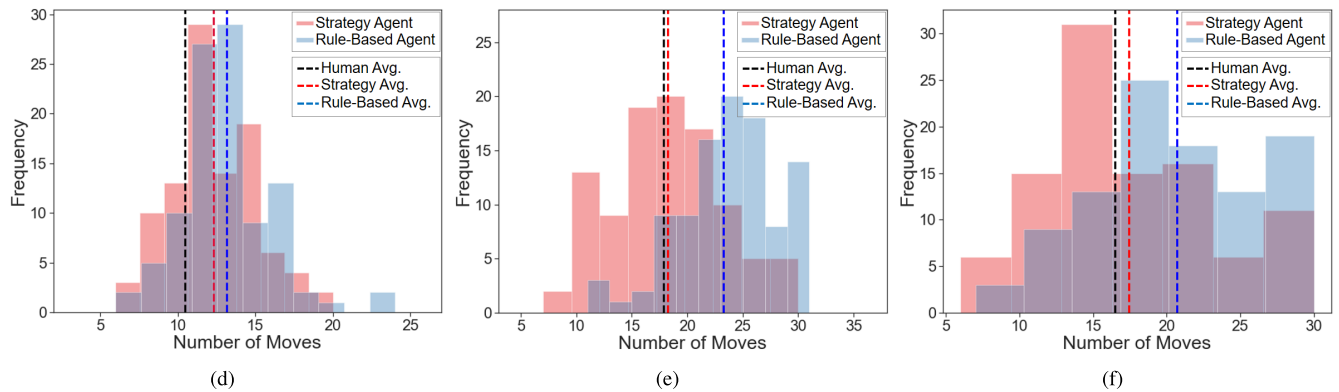 30
25
20
15
10
5
0
Frequency
5 10 15 20 25
Number of Moves
Strategy Agent
Rule-Based Agent
Human Avg.
Strategy Avg.
Rule-Based Avg.
(d)
25
20
15
10
5
0
Frequency
5 10 15 20 25 30 35
Number of Moves
Strategy Agent
Rule-Based Agent
Human Avg.
Strategy Avg.
Rule-Based Avg.
(e)
30
25
20
15
10
5
0
Frequency
5 10 15 20 25 30
Number of Moves
Strategy Agent
Rule-Based Agent
Human Avg.
Strategy Avg.
Rule-Based Avg.
(f)